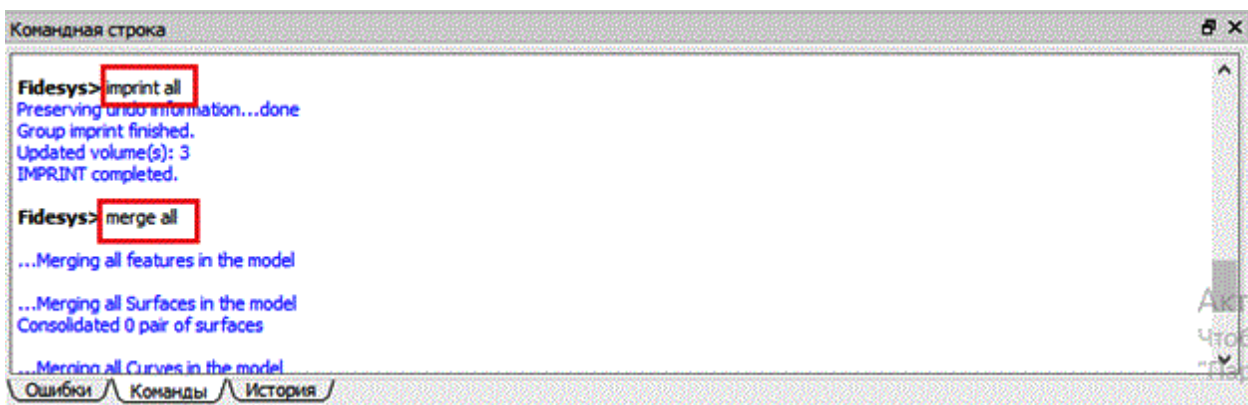 Командная строка
Fidesys>imprint all
Preserving undo information...done
Group imprint finished.
Updated volume(s): 3
IMPRINT completed.
Fidesys> merge all
...Merging all features in the model
...Merging all Surfaces in the model
Consolidated 0 pair of surfaces
...Merging all Curves in the model
Ошибки
Команды
История